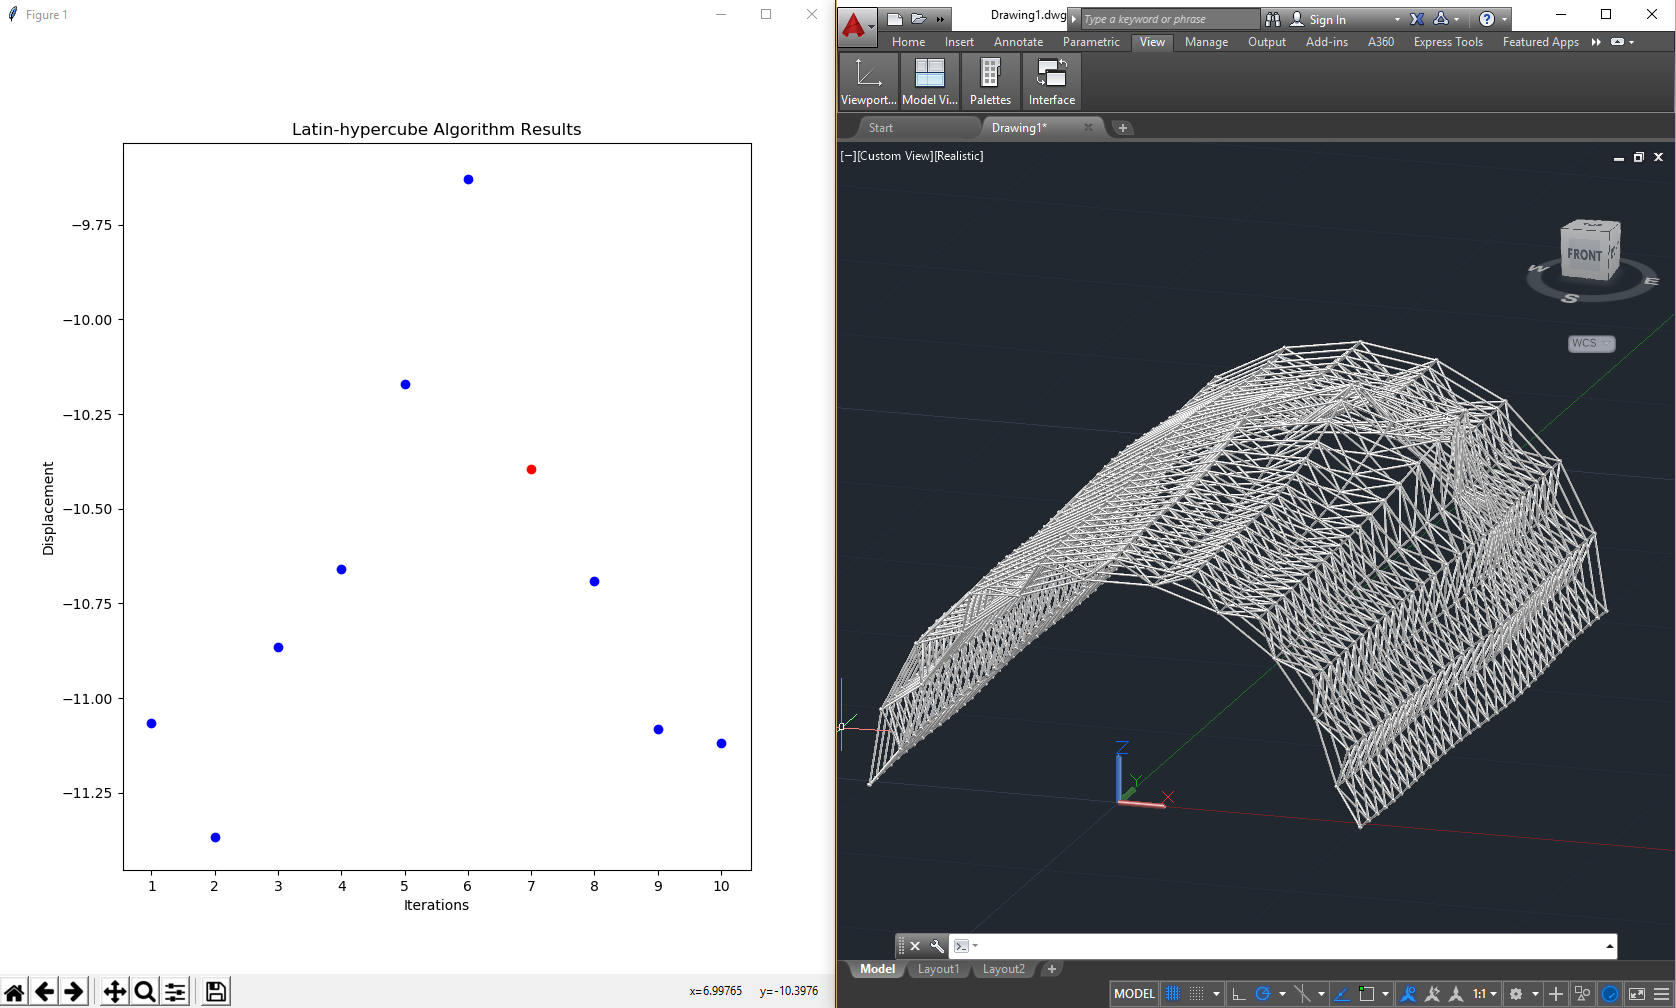 Figure 1
Latin-hypercube Algorithm Results
−9.75
−10.00
−10.25
−10.50
−10.75
−11.00
−11.25
Displacement
1 2 3 4 5 6 7 8 9 10
Iterations
x=6.99765 y=-10.3976
Drawing1.dwg
Type a keyword or phrase
Sign In
Home Insert Annotate Parametric View Manage Output Add-ins A360 Express Tools Featured Apps
Viewport... Model Vi... Palettes Interface
Start Drawing1*
[−][Custom View][Realistic]
TOP
FRONT
W S E
WCS
Z
Y
X
Model Layout1 Layout2
MODEL 1:1